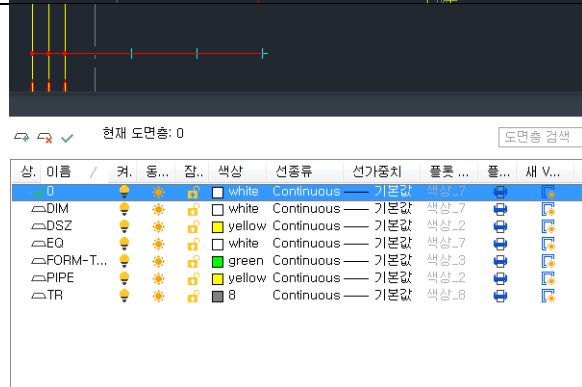 현재 도면층: 0
도면층 검색
상. 이름 / 켜. 동... 잠.. 색상 선종류 선가중치 플롯 ... 플... 새 V...
0 white Continuous 기본값 색상_7
DIM white Continuous 기본값 색상_7
DSZ yellow Continuous 기본값 색상_2
EQ white Continuous 기본값 색상_7
FORM-T... green Continuous 기본값 색상_3
PIPE yellow Continuous 기본값 색상_2
TR 8 Continuous 기본값 색상_8